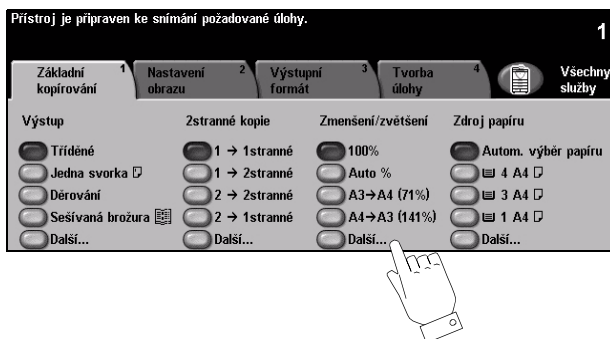 Přístroj je připraven ke snímání požadované úlohy.
1
Základní kopírování 1
Nastavení obrazu 2
Výstupní formát 3
Tvorba úlohy 4
Všechny služby
Výstup
Tříděné
Jedna svorka
Děrování
Sešívaná brožura
Další...
2stranné kopie
1 → 1stranné
1 → 2stranné
2 → 2stranné
2 → 1stranné
Další...
Zmenšení/zvětšení
100%
Auto %
A3→A4 (71%)
A4→A3 (141%)
Další...
Zdroj papíru
Autom. výběr papíru
4 A4
3 A4
1 A4
Další...